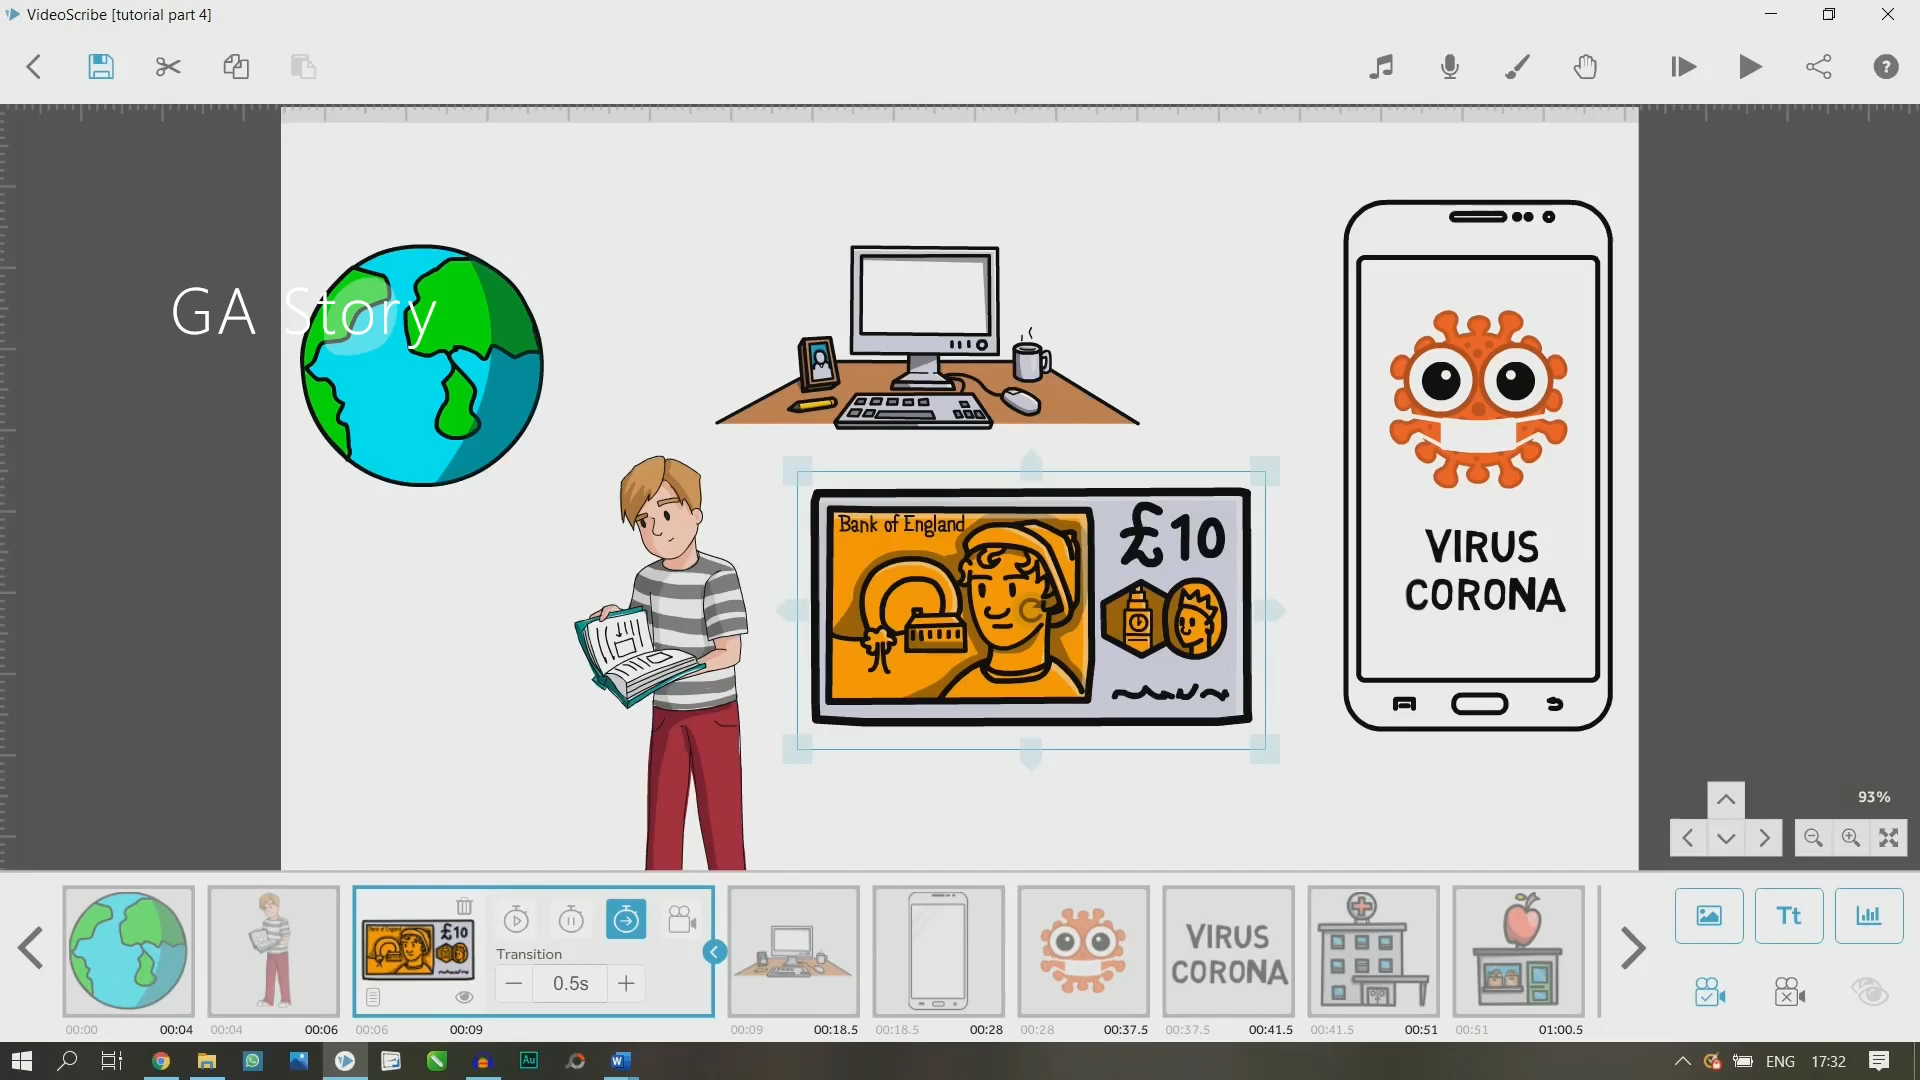 VideoScribe [tutorial part 4]
GA Story
Bank of England
£10
VIRUS
CORONA
93%
£10
Transition
0.5s
VIRUS
CORONA
Tt
00:00 00:04 00:04 00:06 00:06 00:09 00:09 00:18.5 00:18.5 00:28 00:28 00:37.5 00:37.5 00:41.5 00:41.5 00:51 00:51 01:00.5
Au
W
ENG 17:32